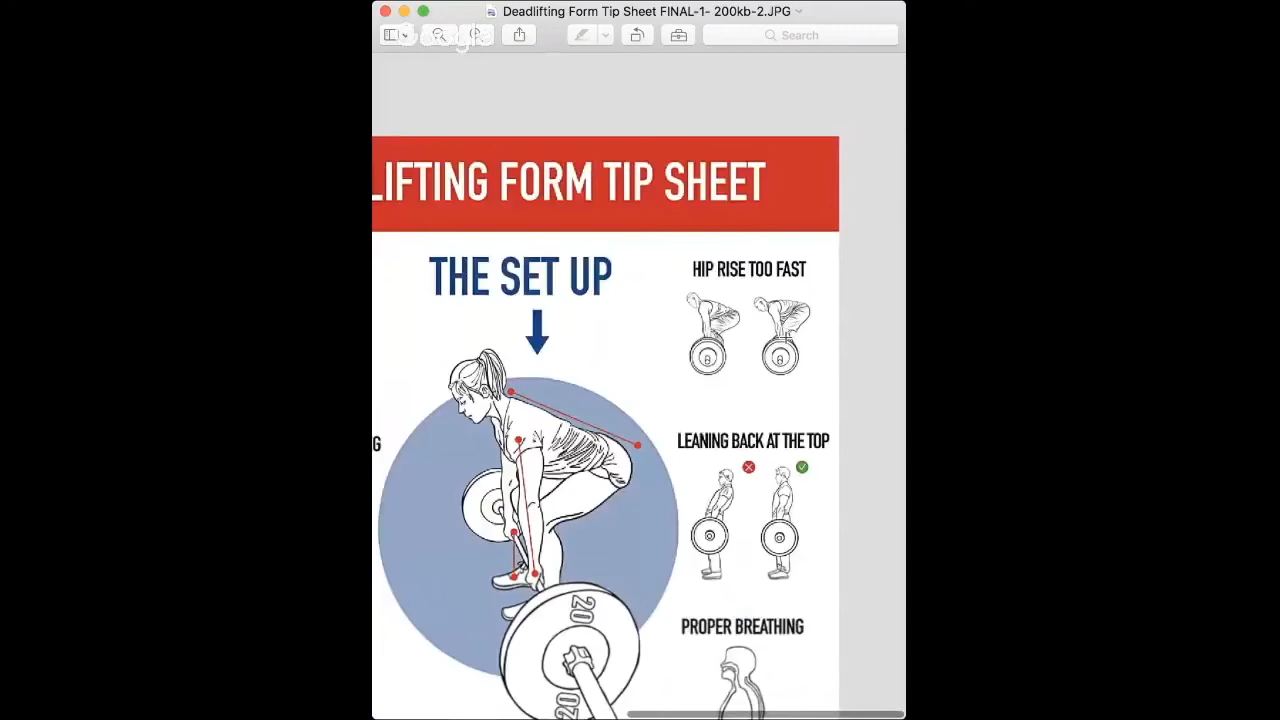 Deadlifting Form Tip Sheet FINAL-1- 200kb-2.JPG
Google
Search
LIFTING FORM TIP SHEET
THE SET UP
HIP RISE TOO FAST
G
LEANING BACK AT THE TOP
20
20
PROPER BREATHING